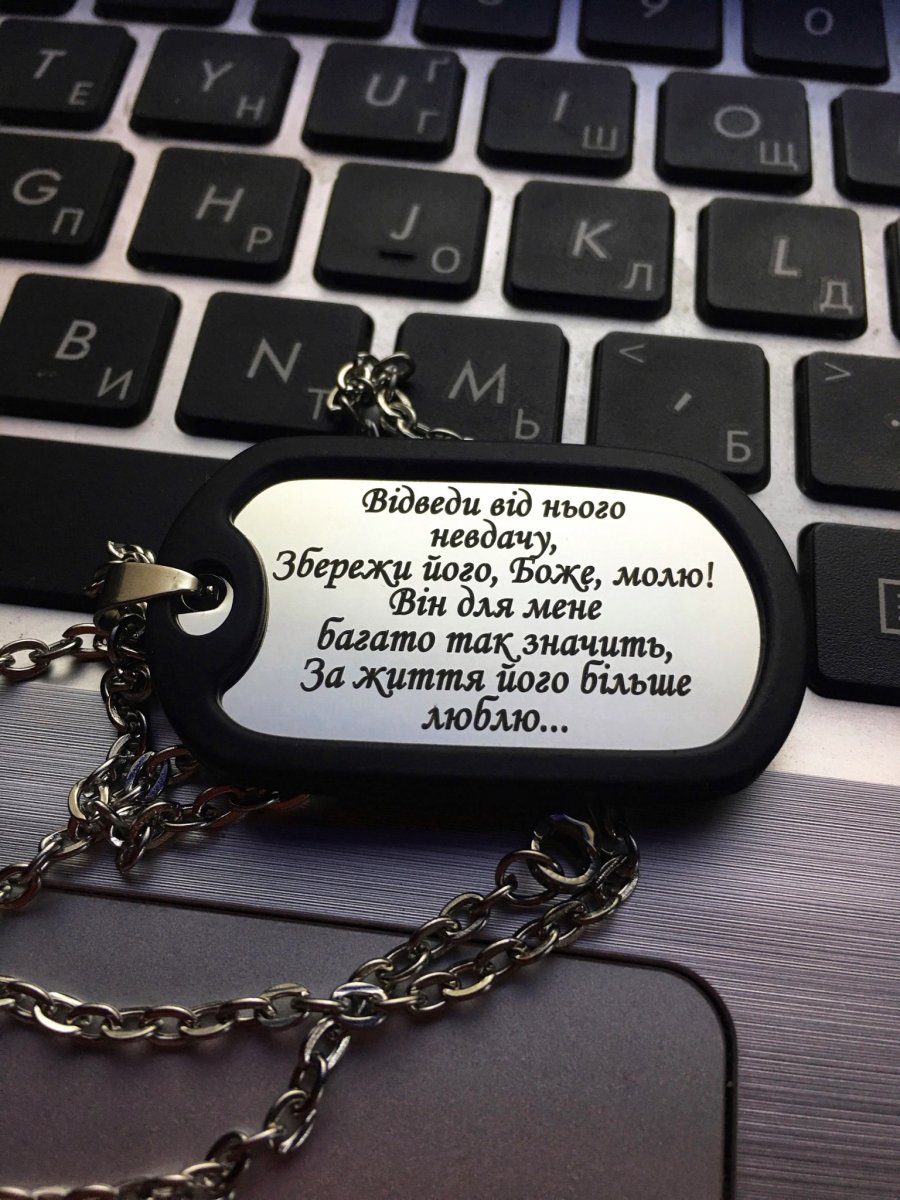 9 O
T E Y Н U Ґ Г I Ш O Щ
G П H Р J О K Л L Д
B И N Т M Ь < , Б > .
Відведи від нього
невдачу,
Збережи його, Боже, молю!
Він для мене
багато так значить,
За життя його більше
люблю...